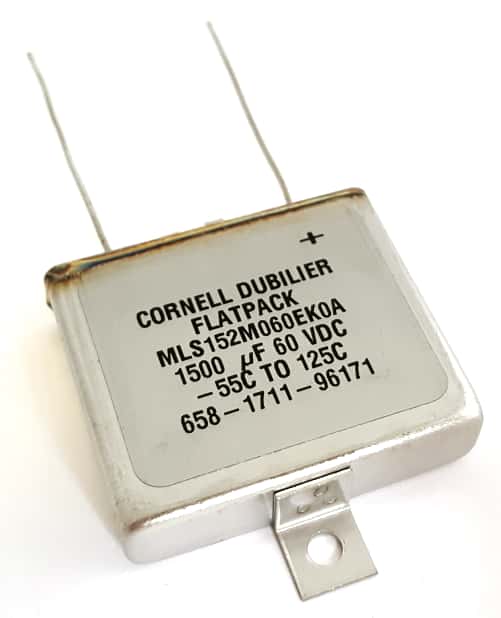 +
CORNELL DUBILIER
FLATPACK
MLS152M060EK0A
1500 µF 60 VDC
–55C TO 125C
658–1711–96171